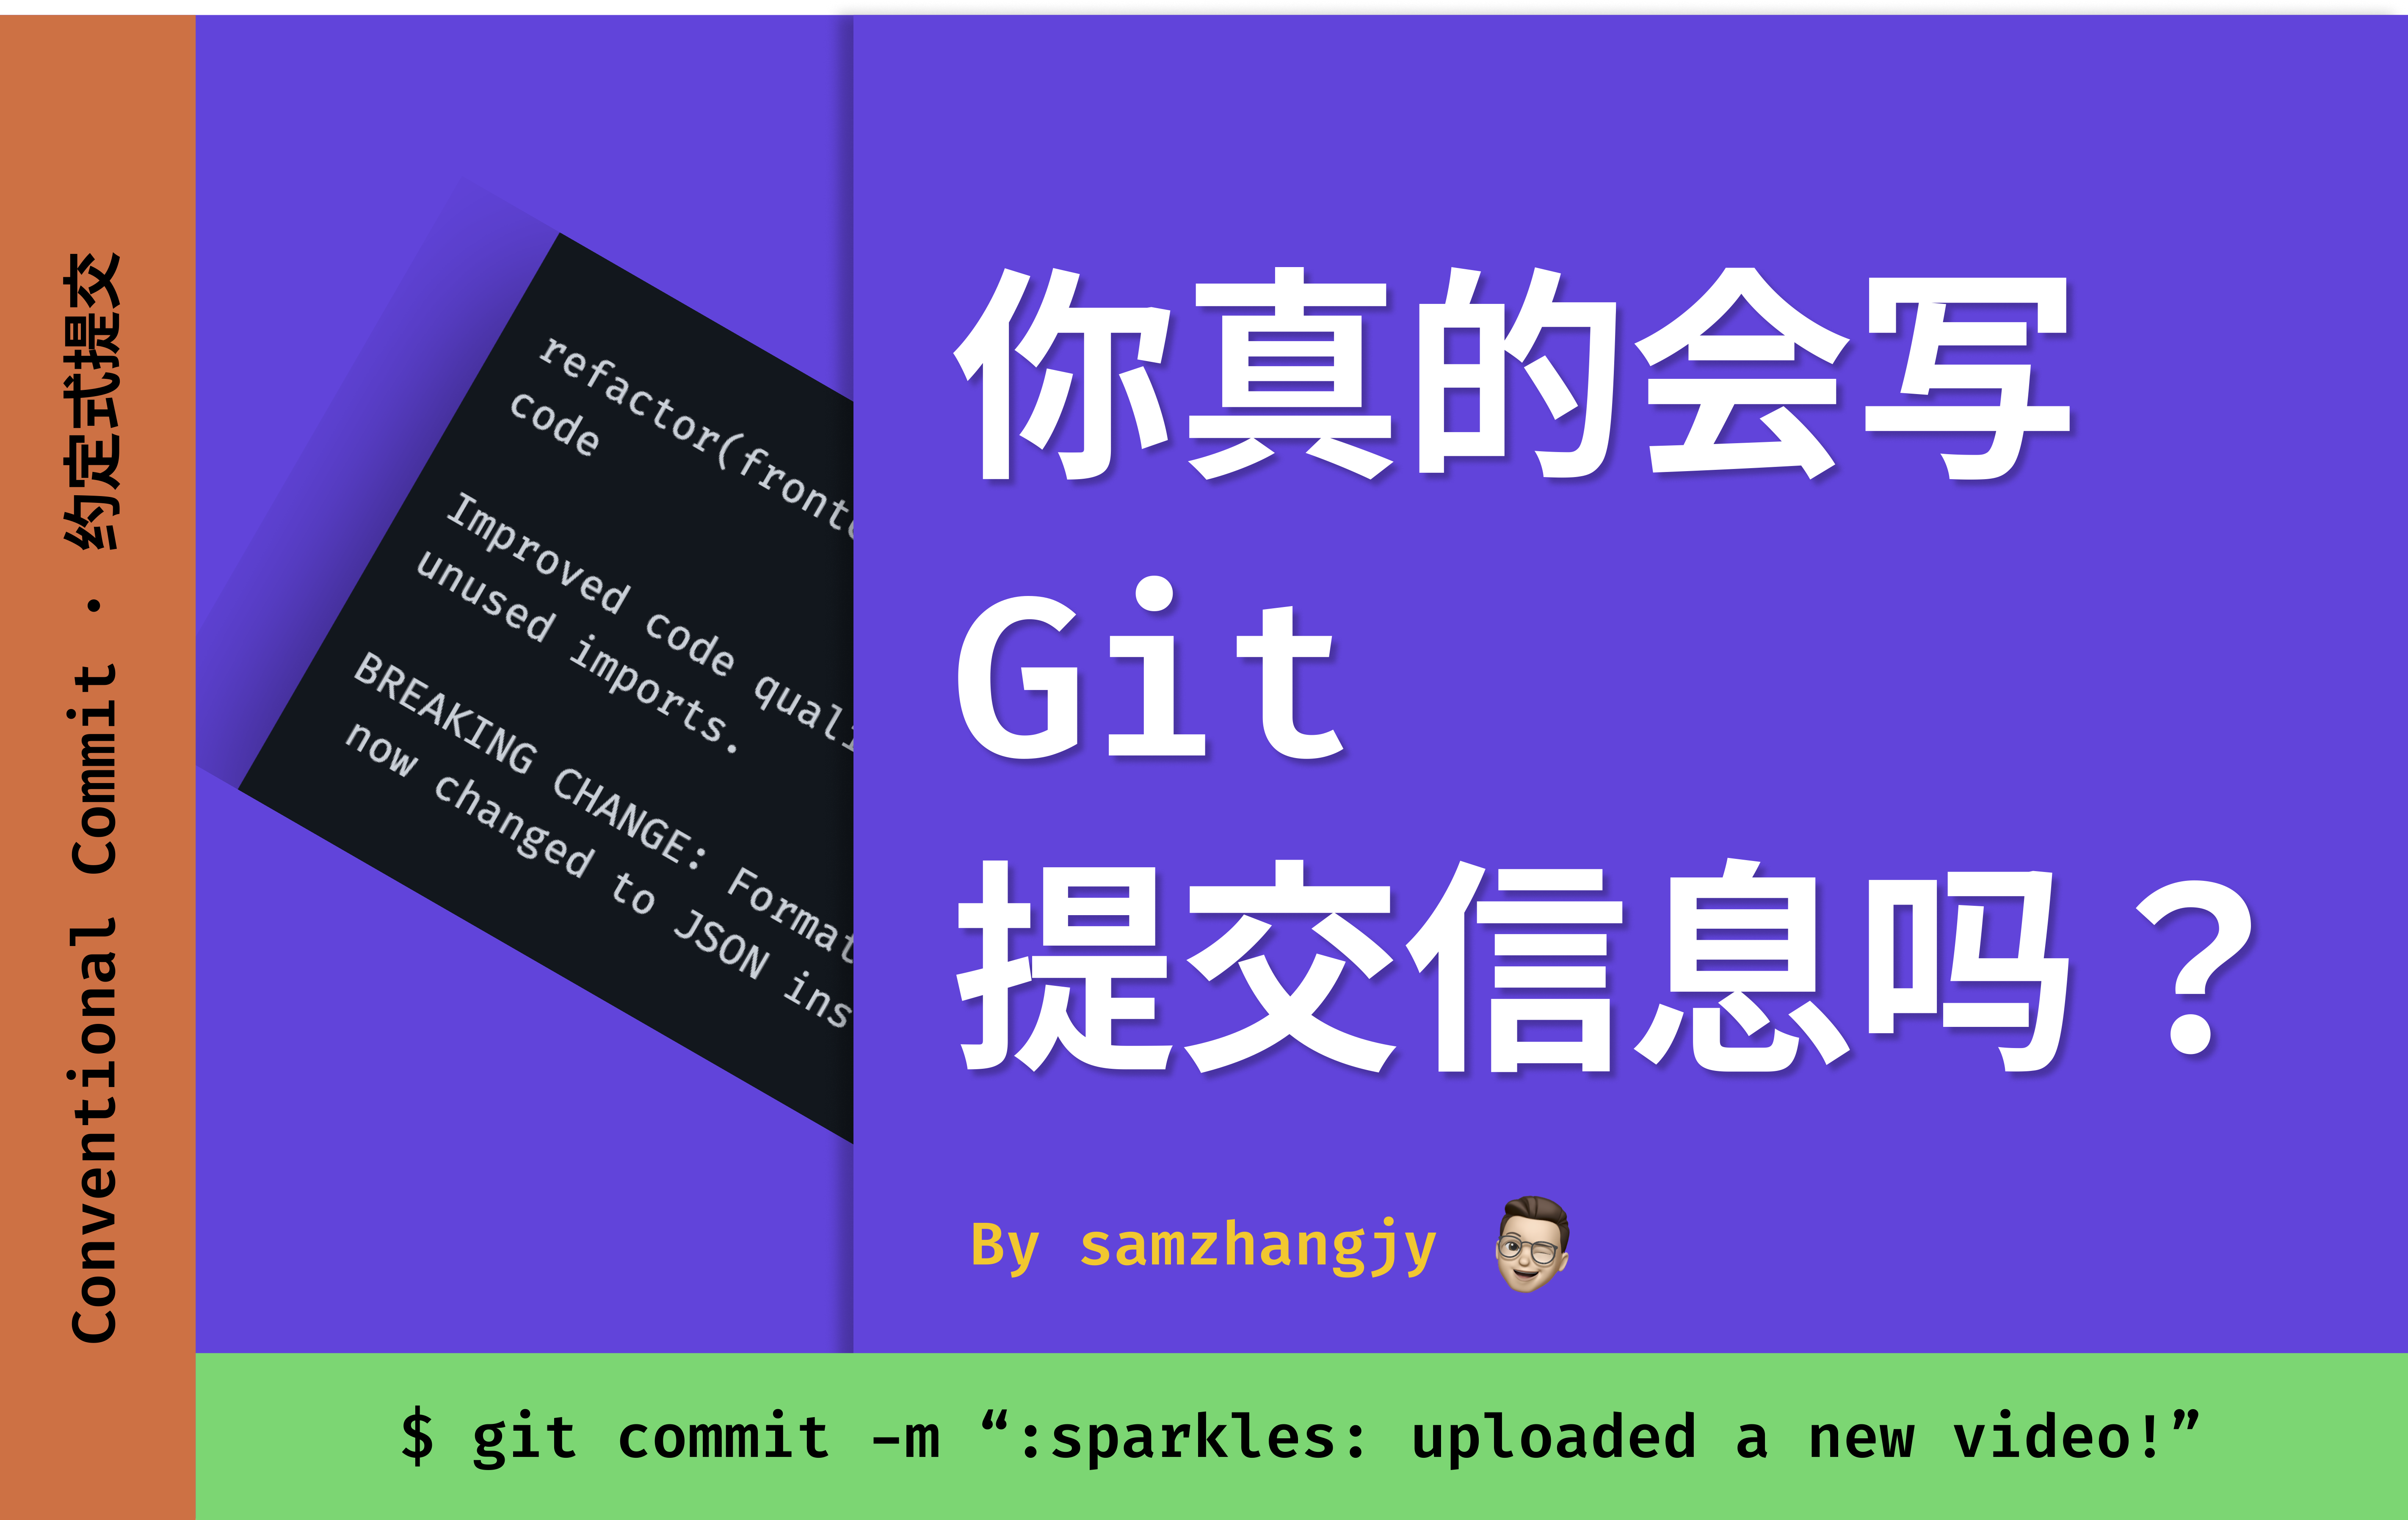 Conventional Commit · 约定式提交
refactor(front
code
Improved code quali
unused imports.
BREAKING CHANGE: Format
now changed to JSON ins
你真的会写
Git
提交信息吗？
By samzhangjy
$ git commit -m “:sparkles: uploaded a new video!”